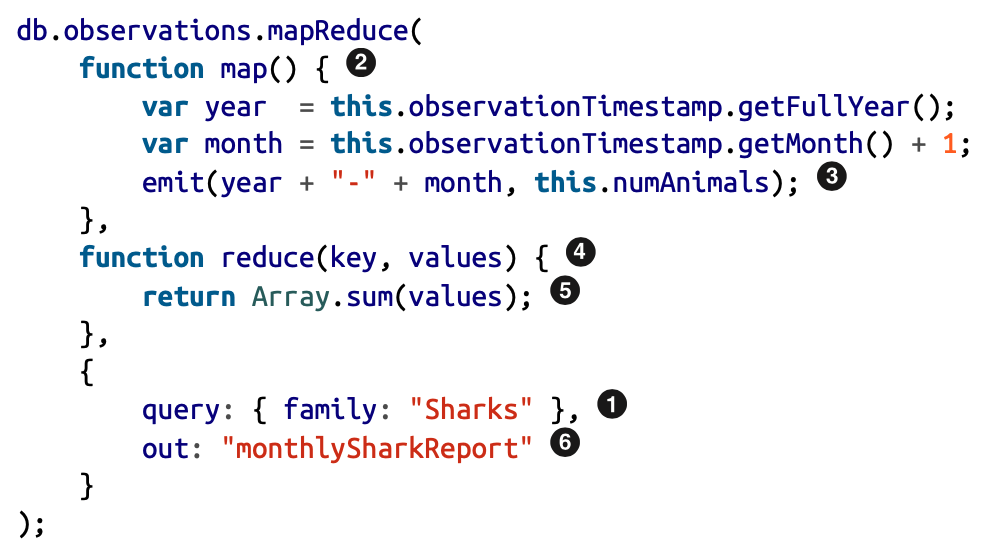 db.observations.mapReduce(
    function map() { ❷
        var year  = this.observationTimestamp.getFullYear();
        var month = this.observationTimestamp.getMonth() + 1;
        emit(year + "-" + month, this.numAnimals); ❸
    },
    function reduce(key, values) { ❹
        return Array.sum(values); ❺
    },
    {
        query: { family: "Sharks" }, ❶
        out: "monthlySharkReport" ❻
    }
);